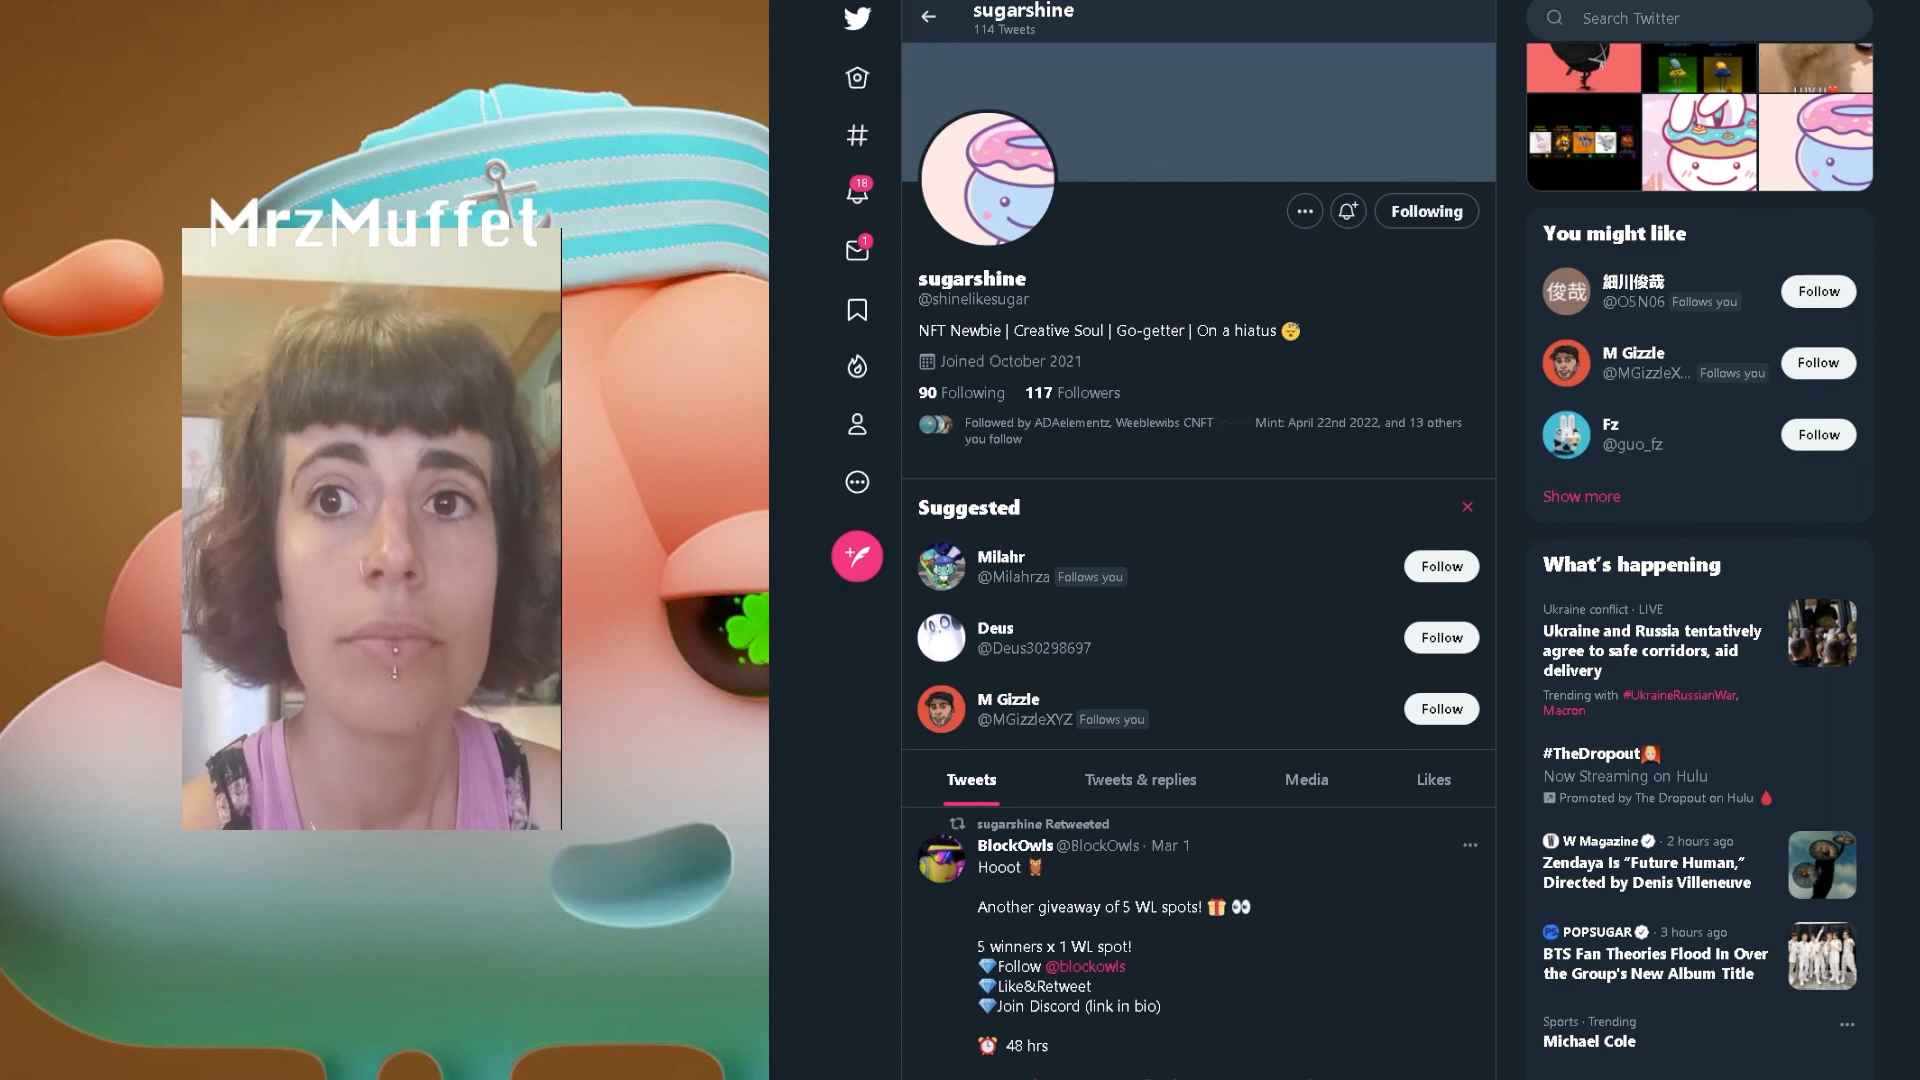 MrzMuffet
sugarshine
114 Tweets
18
1
Following
sugarshine
@shinelikesugar
NFT Newbie | Creative Soul | Go-getter | On a hiatus 😴
Joined October 2021
90 Following 117 Followers
Followed by ADAelementz, Weeblewibs CNFT Mint: April 22nd 2022, and 13 others
you follow
Suggested
Milahr
@Milahrza Follows you
Follow
Deus
@Deus30298697
Follow
M Gizzle
@MGizzleXYZ Follows you
Follow
Tweets Tweets & replies Media Likes
sugarshine Retweeted
BlockOwls @BlockOwls · Mar 1
Hooot 🦉
Another giveaway of 5 WL spots! 🎁 👀
5 winners x 1 WL spot!
💎Follow @blockowls
💎Like&Retweet
💎Join Discord (link in bio)
⏰ 48 hrs
Search Twitter
You might like
細川俊哉
俊哉
@O5N06 Follows you
Follow
M Gizzle
@MGizzleX... Follows you
Follow
Fz
@guo_fz
Follow
Show more
What's happening
Ukraine conflict · LIVE
Ukraine and Russia tentatively
agree to safe corridors, aid
delivery
Trending with #UkraineRussianWar,
Macron
#TheDropout
Now Streaming on Hulu
Promoted by The Dropout on Hulu 🩸
W Magazine · 2 hours ago
Zendaya Is “Future Human,”
Directed by Denis Villeneuve
POPSUGAR · 3 hours ago
BTS Fan Theories Flood In Over
the Group's New Album Title
Sports · Trending
Michael Cole